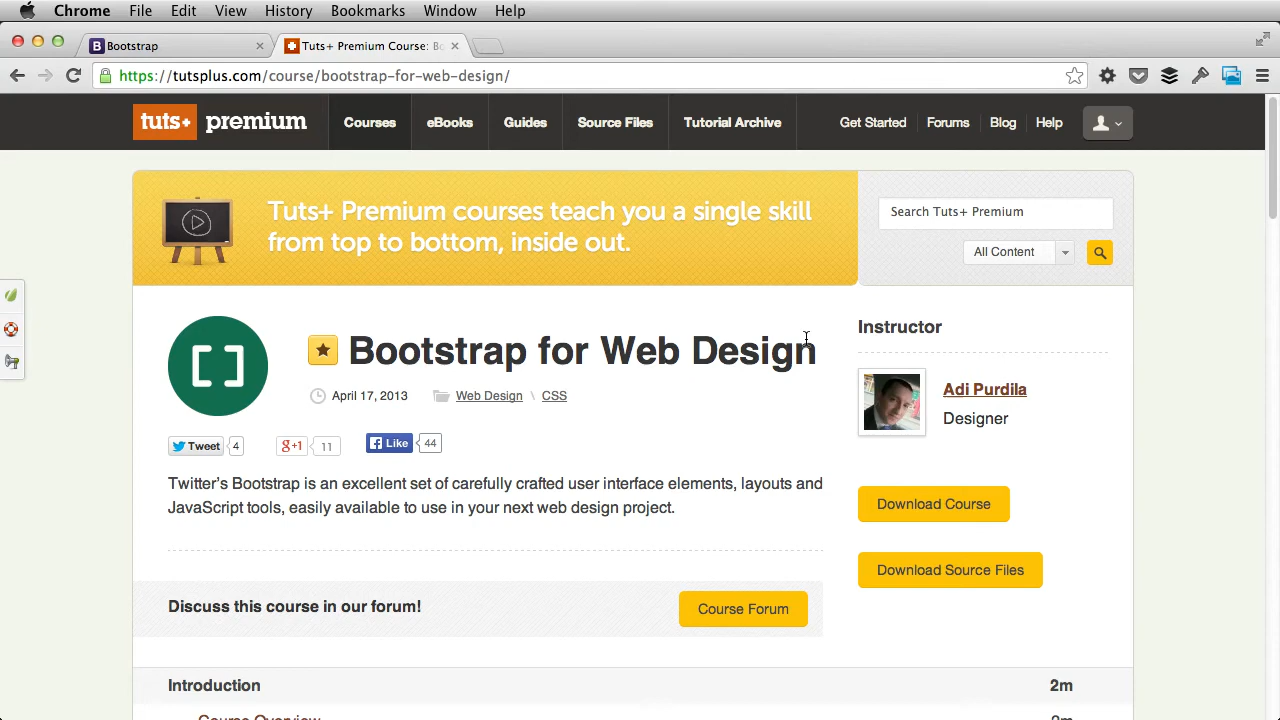 Chrome File Edit View History Bookmarks Window Help
Bootstrap
Tuts+ Premium Course: Bo
https://tutsplus.com/course/bootstrap-for-web-design/
tuts+ premium
Courses eBooks Guides Source Files Tutorial Archive Get Started Forums Blog Help
Tuts+ Premium courses teach you a single skill
from top to bottom, inside out.
Search Tuts+ Premium
All Content
Bootstrap for Web Design
April 17, 2013 Web Design \ CSS
Tweet 4 g+1 11 Like 44
Twitter’s Bootstrap is an excellent set of carefully crafted user interface elements, layouts and
JavaScript tools, easily available to use in your next web design project.
Instructor
Adi Purdila
Designer
Download Course
Download Source Files
Discuss this course in our forum!
Course Forum
Introduction 2m
Course Overview 2m